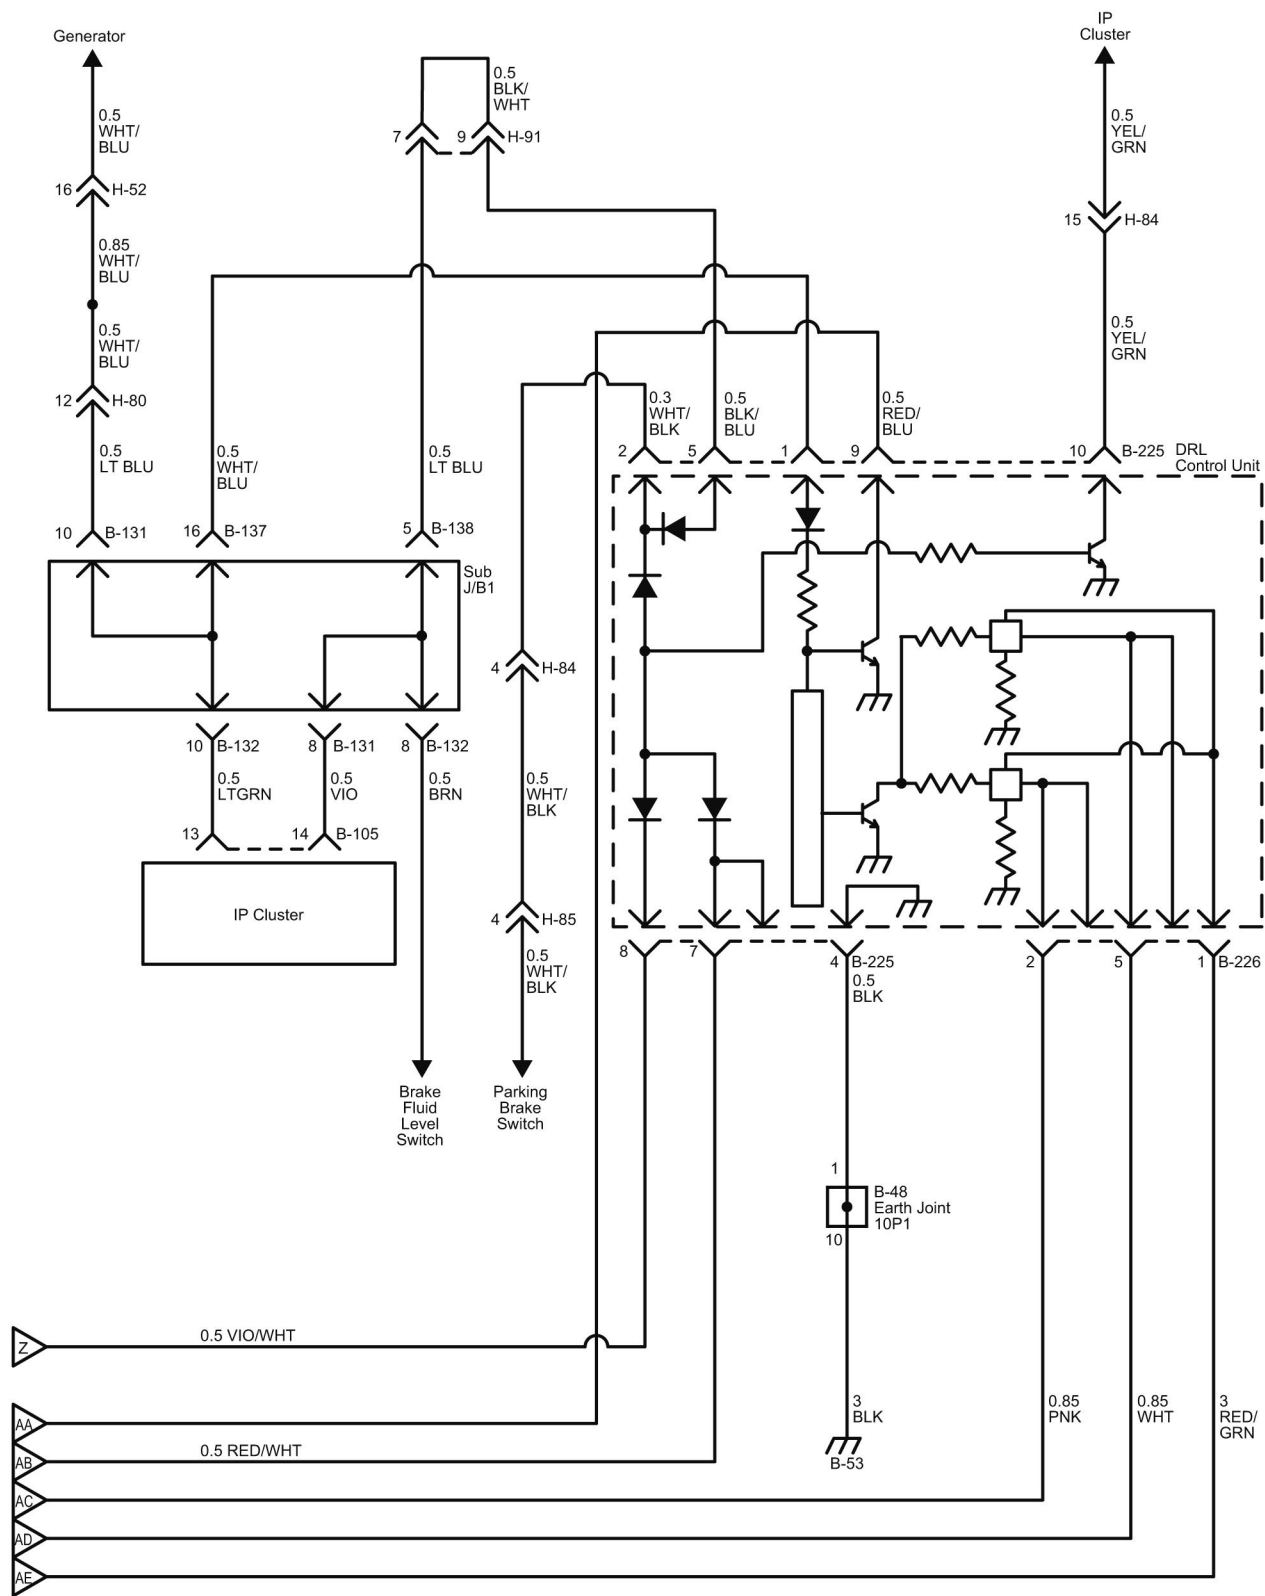 Generator
IP
Cluster
0.5
BLK/
WHT
0.5
WHT/
BLU
0.5
YEL/
GRN
7
9
H-91
16
H-52
15
H-84
0.85
WHT/
BLU
0.5
WHT/
BLU
0.5
YEL/
GRN
12
H-80
0.3
WHT/
BLK
0.5
BLK/
BLU
0.5
RED/
BLU
0.5
LT BLU
0.5
WHT/
BLU
0.5
LT BLU
2
5
1
9
10
B-225
DRL
Control Unit
10
B-131
16
B-137
5
B-138
Sub
J/B1
4
H-84
10
B-132
8
B-131
8
B-132
0.5
LTGRN
0.5
VIO
0.5
BRN
0.5
WHT/
BLK
13
14
B-105
IP Cluster
4
H-85
0.5
WHT/
BLK
8
7
4
B-225
2
5
1
B-226
0.5
BLK
Brake
Fluid
Level
Switch
Parking
Brake
Switch
1
B-48
Earth Joint
10P1
10
Z
0.5 VIO/WHT
3
BLK
0.85
PNK
0.85
WHT
3
RED/
GRN
AA
AB
0.5 RED/WHT
B-53
AC
AD
AE